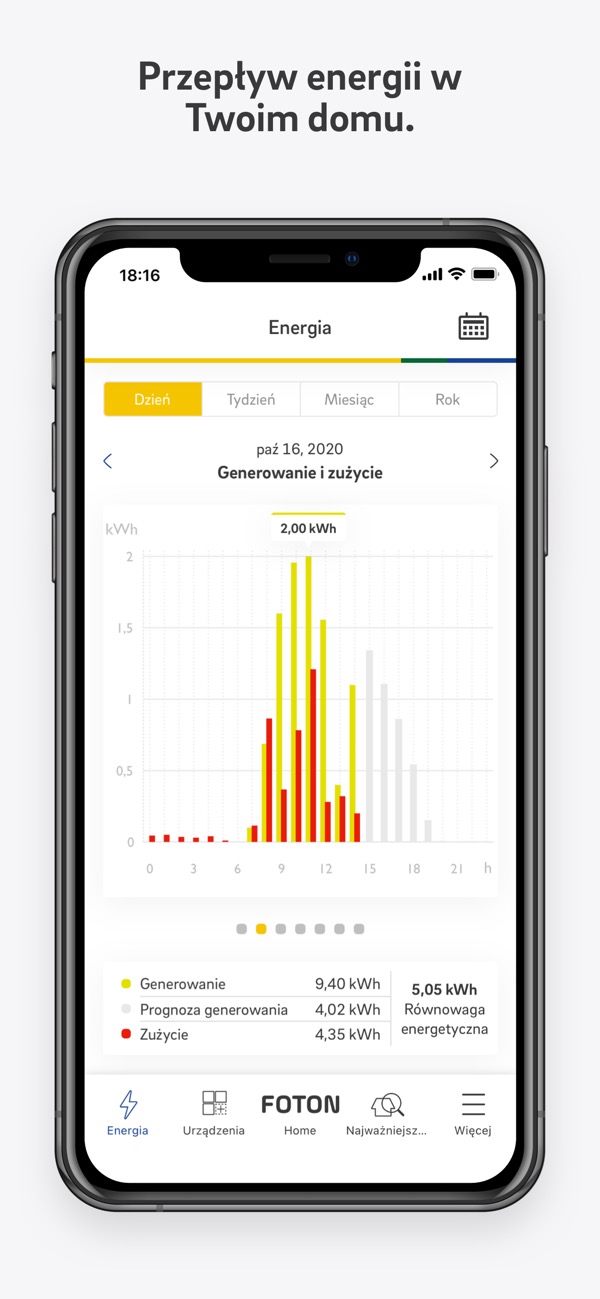 Przepływ energii w
Twoim domu.
18:16
Energia
Dzień Tydzień Miesiąc Rok
paź 16, 2020
Generowanie i zużycie
kWh
2,00 kWh
2
1,5
1
0,5
0
0 3 6 9 12 15 18 21 h
Generowanie 9,40 kWh
Prognoza generowania 4,02 kWh
Zużycie 4,35 kWh
5,05 kWh
Równowaga
energetyczna
Energia
Urządzenia
FOTON
Home
Najważniejsz...
Więcej